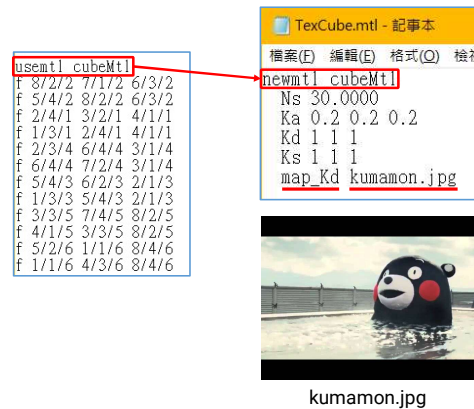 usemtl cubeMtl
f 8/2/2 7/1/2 6/3/2
f 5/4/2 8/2/2 6/3/2
f 2/4/1 3/2/1 4/1/1
f 1/3/1 2/4/1 4/1/1
f 2/3/4 6/4/4 3/1/4
f 6/4/4 7/2/4 3/1/4
f 5/4/3 6/2/3 2/1/3
f 1/3/3 5/4/3 2/1/3
f 3/3/5 7/4/5 8/2/5
f 4/1/5 3/3/5 8/2/5
f 5/2/6 1/1/6 8/4/6
f 1/1/6 4/3/6 8/4/6
TexCube.mtl - 記事本
檔案(F) 編輯(E) 格式(O) 檢視
newmtl cubeMtl
Ns 30.0000
Ka 0.2 0.2 0.2
Kd 1 1 1
Ks 1 1 1
map_Kd kumamon.jpg
kumamon.jpg